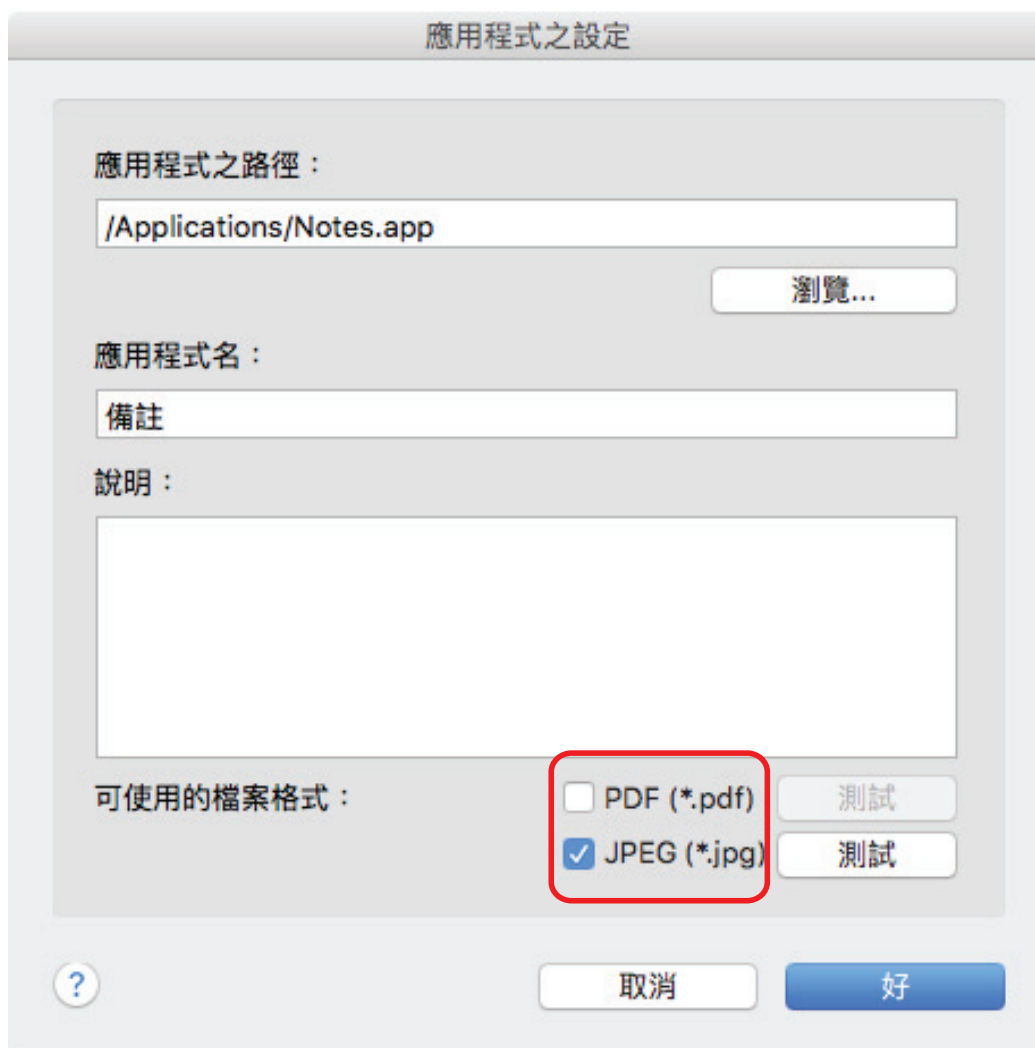 應用程式之設定
應用程式之路徑：
/Applications/Notes.app
瀏覽...
應用程式名：
備註
說明：
可使用的檔案格式：
PDF (*.pdf) 測試
JPEG (*.jpg) 測試
? 取消 好